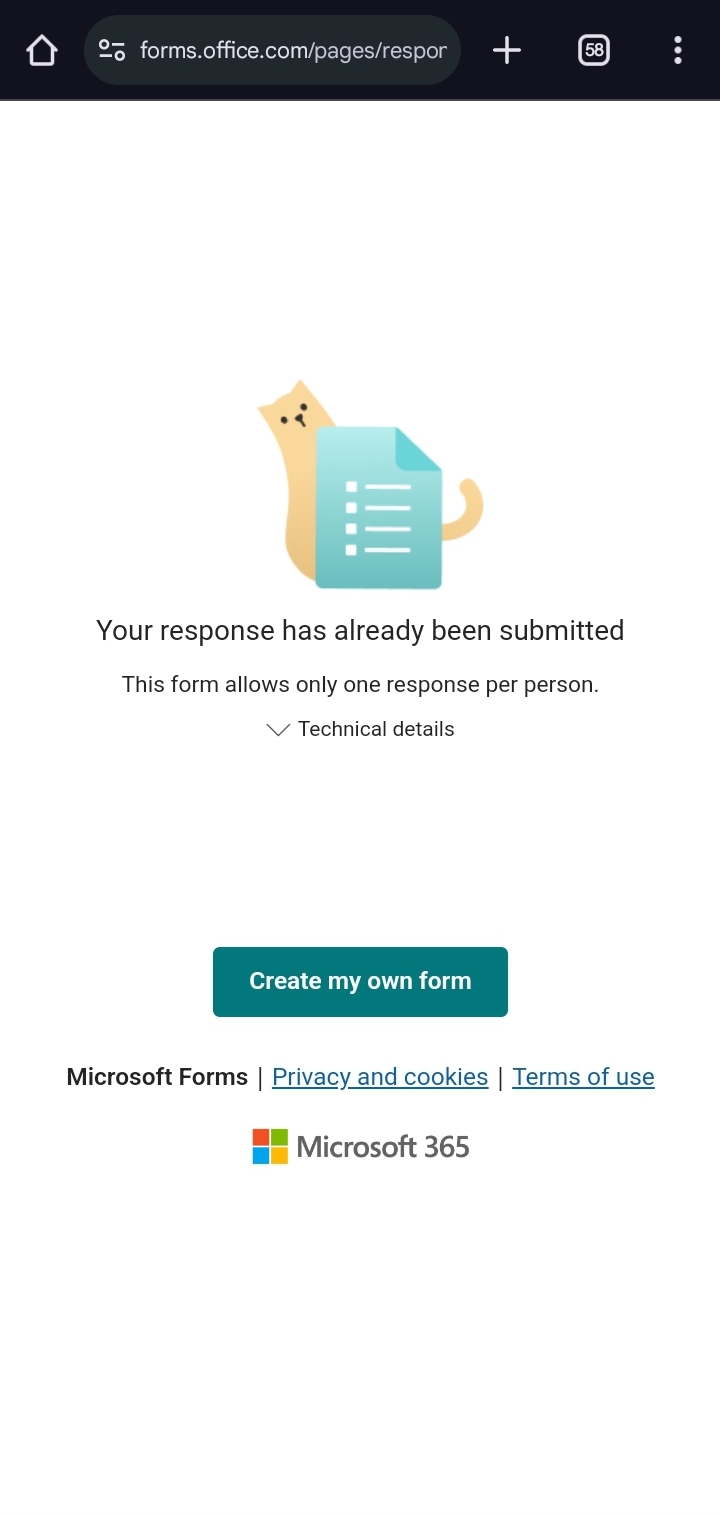 forms.office.com/pages/respor
58
Your response has already been submitted
This form allows only one response per person.
Technical details
Create my own form
Microsoft Forms | Privacy and cookies | Terms of use
Microsoft 365